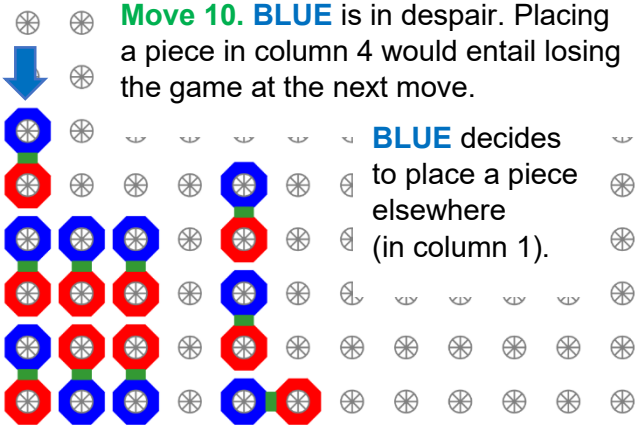 Move 10. BLUE is in despair. Placing
a piece in column 4 would entail losing
the game at the next move.
BLUE decides
to place a piece
elsewhere
(in column 1).